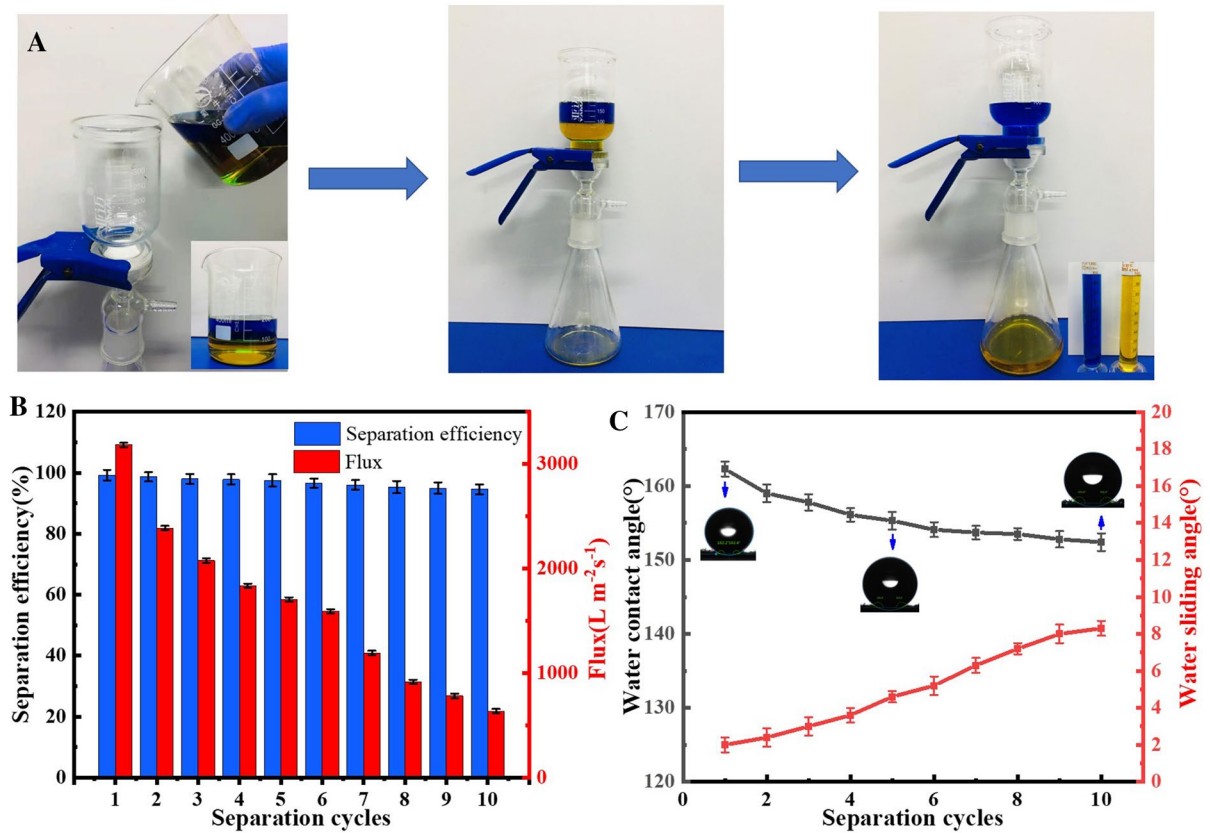 A
400
150
100
B
120
100
80
60
40
20
0
Separation efficiency(%)
Separation efficiency
Flux
3000
2000
1000
0
Flux(L m⁻²s⁻¹)
1 2 3 4 5 6 7 8 9 10
Separation cycles
C
170
160
150
140
130
120
Water contact angle(°)
20
18
16
14
12
10
8
6
4
2
0
Water sliding angle(°)
0 2 4 6 8 10
Separation cycles